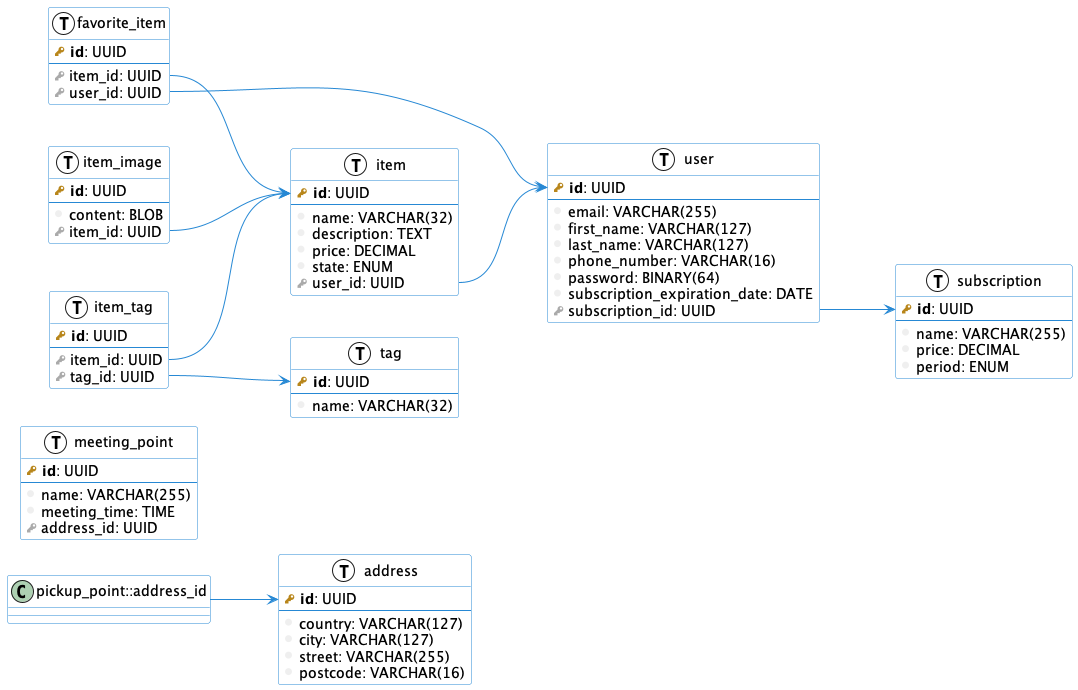 T favorite_item
id: UUID
item_id: UUID
user_id: UUID
T item_image
id: UUID
content: BLOB
item_id: UUID
T item_tag
id: UUID
item_id: UUID
tag_id: UUID
T meeting_point
id: UUID
name: VARCHAR(255)
meeting_time: TIME
address_id: UUID
C pickup_point::address_id
T item
id: UUID
name: VARCHAR(32)
description: TEXT
price: DECIMAL
state: ENUM
user_id: UUID
T tag
id: UUID
name: VARCHAR(32)
T address
id: UUID
country: VARCHAR(127)
city: VARCHAR(127)
street: VARCHAR(255)
postcode: VARCHAR(16)
T user
id: UUID
email: VARCHAR(255)
first_name: VARCHAR(127)
last_name: VARCHAR(127)
phone_number: VARCHAR(16)
password: BINARY(64)
subscription_expiration_date: DATE
subscription_id: UUID
T subscription
id: UUID
name: VARCHAR(255)
price: DECIMAL
period: ENUM